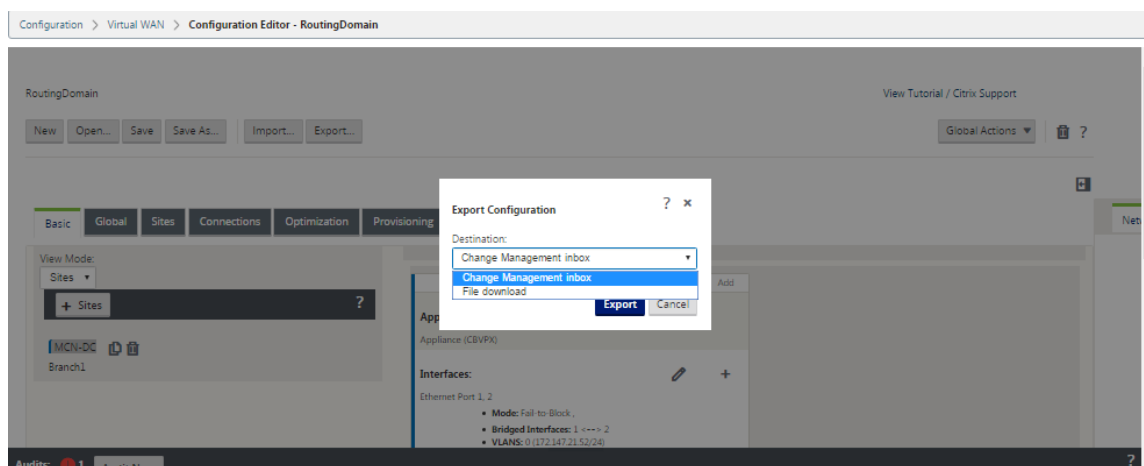 Configuration > Virtual WAN > Configuration Editor - RoutingDomain
RoutingDomain
View Tutorial / Citrix Support
New Open... Save Save As... Import... Export...
Global Actions ?
Export Configuration ? ×
Basic Global Sites Connections Optimization Provisioning
Destination:
Change Management inbox
Change Management inbox
File download
Export Cancel
View Mode:
Sites
+ Sites ?
MCN-DC
Branch1
Add
App
Appliance (CBVPX)
Interfaces: +
Ethernet Port 1, 2
• Mode: Fail-to-Block ,
• Bridged Interfaces: 1 <--> 2
• VLANS: 0 (172.147.21.52/24)
Audits: 1 ?